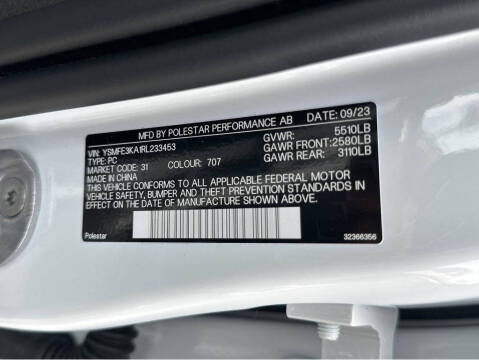 MFD BY POLESTAR PERFORMANCE AB DATE: 09/23
VIN: YSMFE3KA1RL233453 GVWR: 5510LB
TYPE: PC GAWR FRONT:2580LB
MARKET CODE: 31 COLOUR: 707 GAWR REAR: 3110LB
MADE IN CHINA
THIS VEHICLE CONFORMS TO ALL APPLICABLE FEDERAL MOTOR
VEHICLE SAFETY, BUMPER AND THEFT PREVENTION STANDARDS IN
EFFECT ON THE DATE OF MANUFACTURE SHOWN ABOVE.
Polestar 32366356